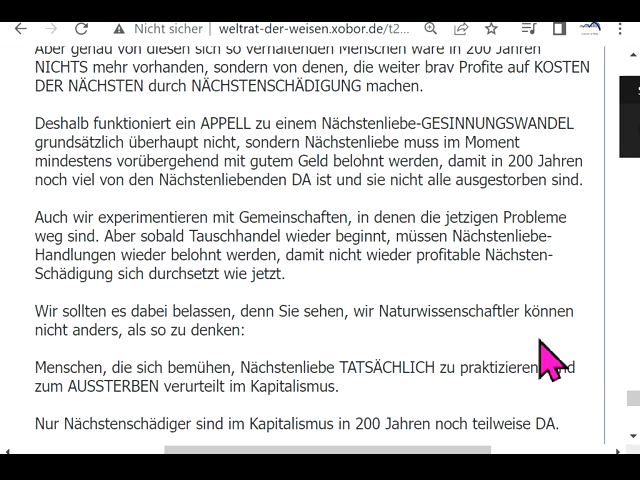 Nicht sicher | weltrat-der-weisen.xobor.de/t2...
Aber genau von diesen sich so verhaltenden Menschen wäre in 200 Jahren
NICHTS mehr vorhanden, sondern von denen, die weiter brav Profite auf KOSTEN
DER NÄCHSTEN durch NÄCHSTENSCHÄDIGUNG machen.
Deshalb funktioniert ein APPELL zu einem Nächstenliebe-GESINNUNGSWANDEL
grundsätzlich überhaupt nicht, sondern Nächstenliebe muss im Moment
mindestens vorübergehend mit gutem Geld belohnt werden, damit in 200 Jahren
noch viel von den Nächstenliebenden DA ist und sie nicht alle ausgestorben sind.
Auch wir experimentieren mit Gemeinschaften, in denen die jetzigen Probleme
weg sind. Aber sobald Tauschhandel wieder beginnt, müssen Nächstenliebe-
Handlungen wieder belohnt werden, damit nicht wieder profitable Nächsten-
Schädigung sich durchsetzt wie jetzt.
Wir sollten es dabei belassen, denn Sie sehen, wir Naturwissenschaftler können
nicht anders, als so zu denken:
Menschen, die sich bemühen, Nächstenliebe TATSÄCHLICH zu praktizieren
zum AUSSTERBEN verurteilt im Kapitalismus.
Nur Nächstenschädiger sind im Kapitalismus in 200 Jahren noch teilweise DA.